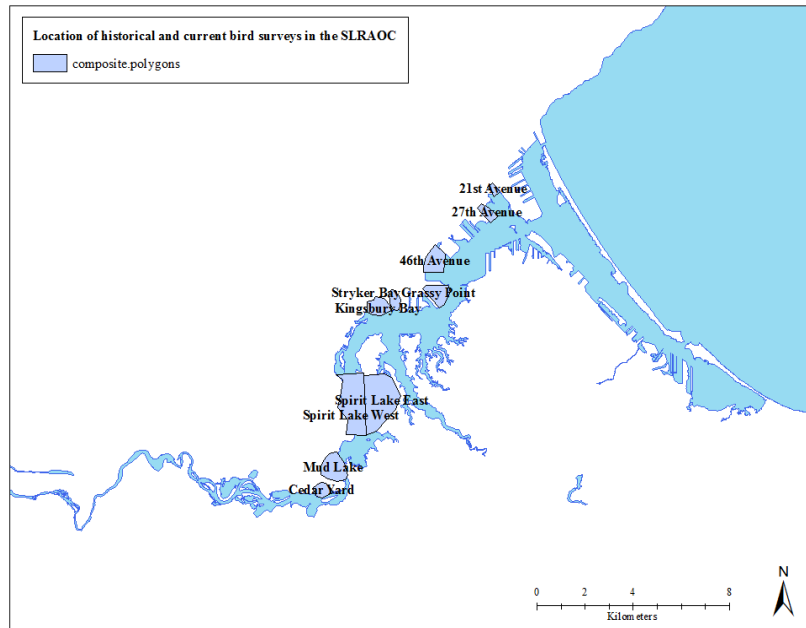 Location of historical and current bird surveys in the SLRAOC
composite.polygons
21st Avenue
27th Avenue
46th Avenue
Stryker Bay
Grassy Point
Kingsbury Bay
Spirit Lake East
Spirit Lake West
Mud Lake
Cedar Yard
N
0 2 4 6 8
Kilometers